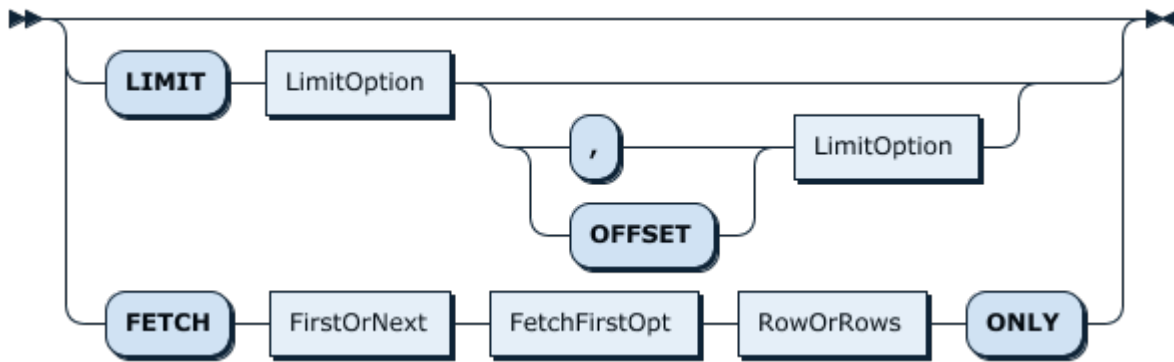 LIMIT LimitOption
, LimitOption
OFFSET
FETCH FirstOrNext FetchFirstOpt RowOrRows ONLY